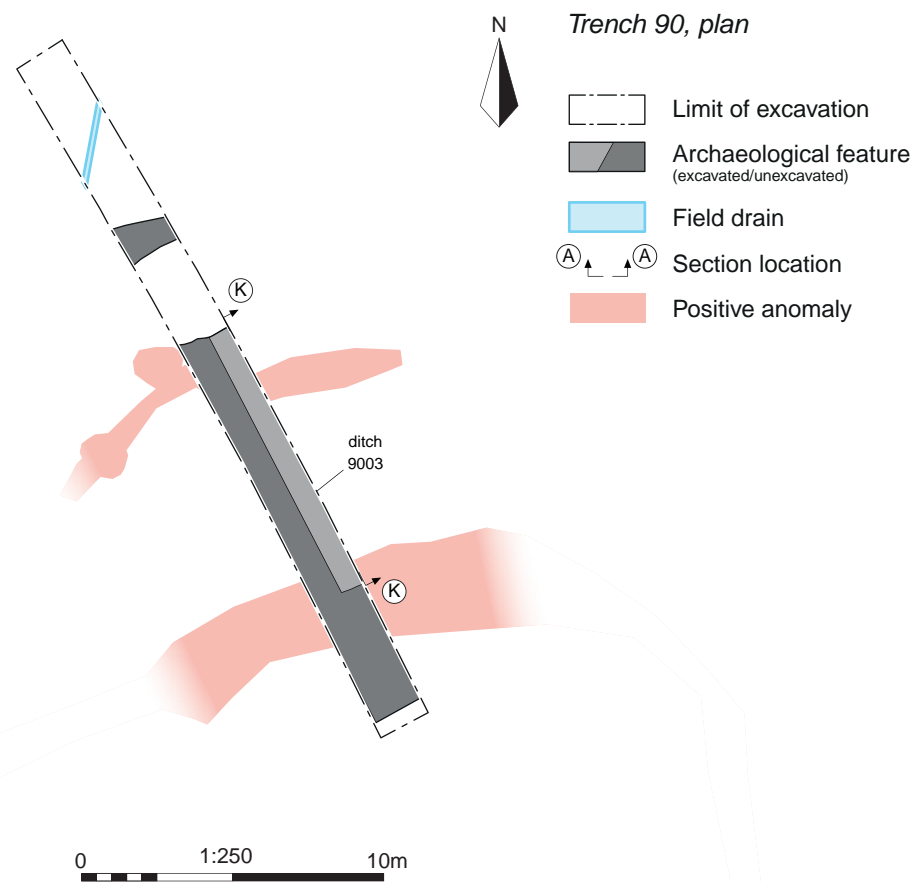 N
Trench 90, plan
Limit of excavation
Archaeological feature
(excavated/unexcavated)
Field drain
A A
Section location
Positive anomaly
K
ditch
9003
K
0 1:250 10m